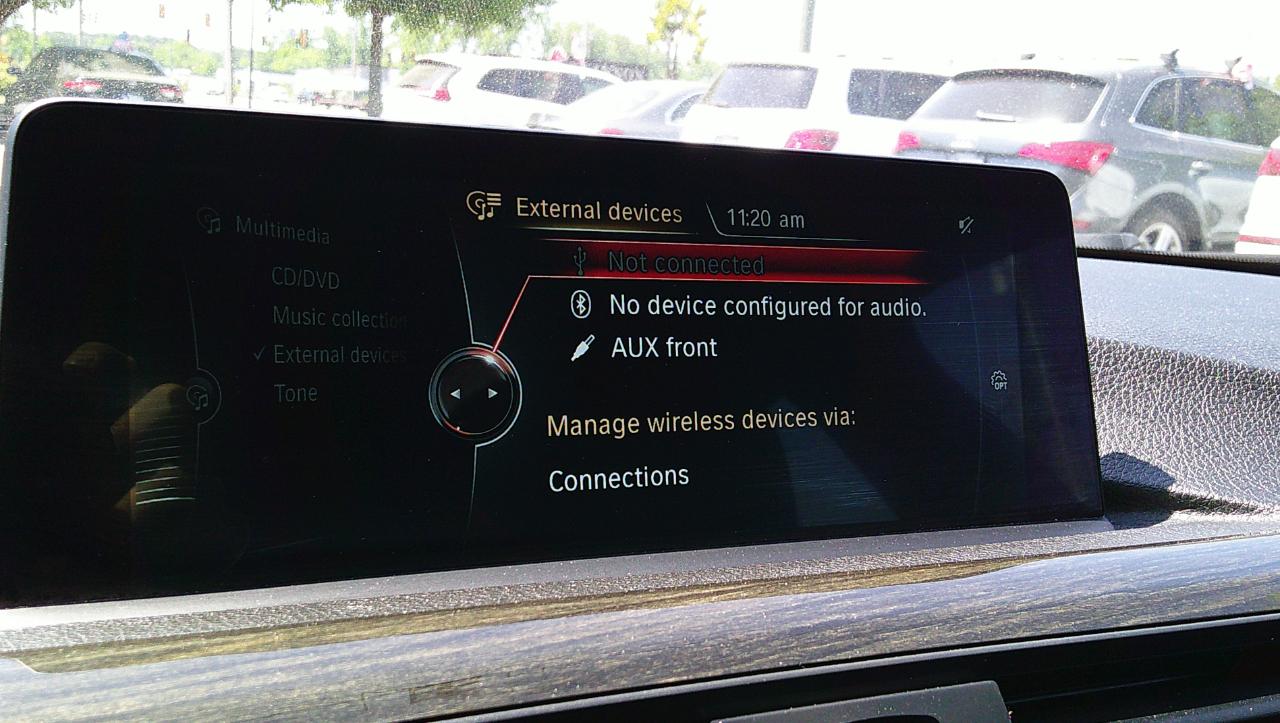 External devices
11:20 am
Multimedia
CD/DVD
Music collection
External devices
Tone
Not connected
No device configured for audio.
AUX front
Manage wireless devices via:
Connections
OPT